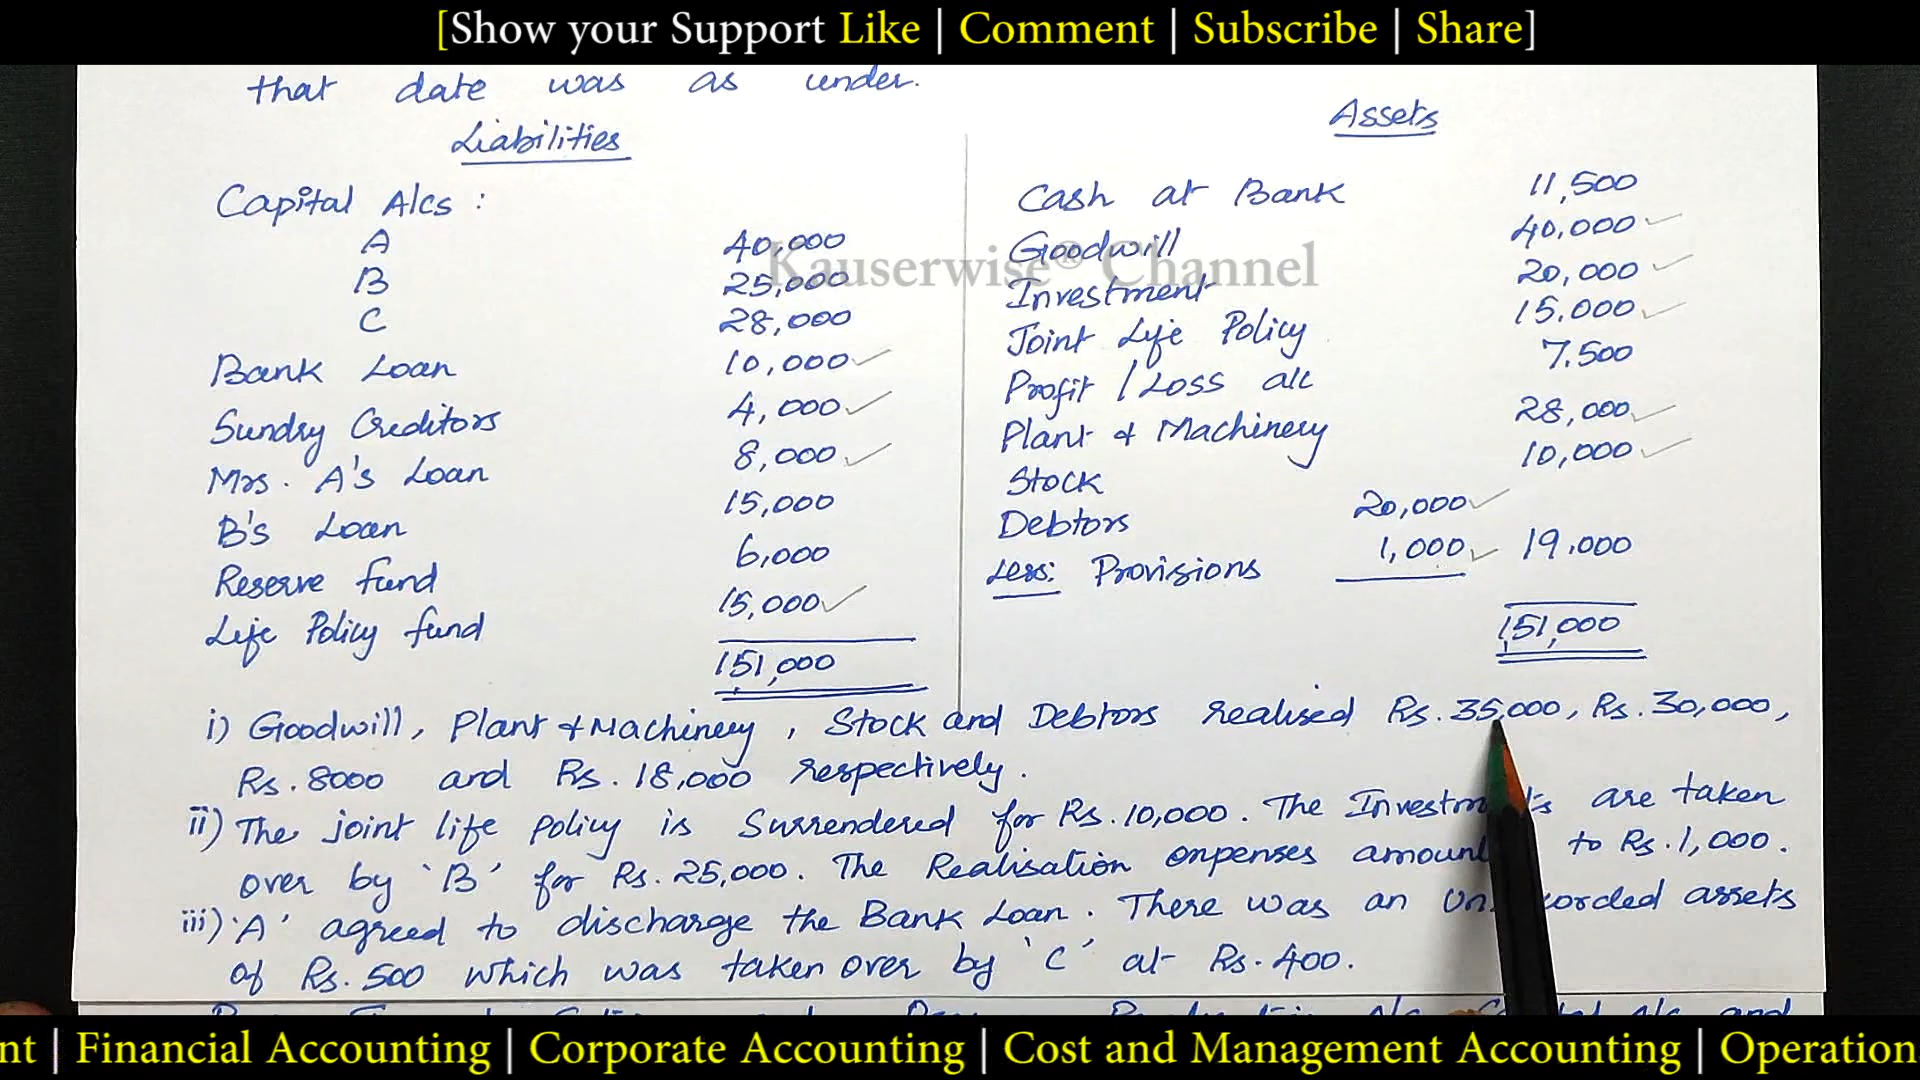 [Show your Support Like | Comment | Subscribe | Share]
that date was as under.
Liabilities
Capital A/cs :
A 40,000
B 25,000
C 28,000
Bank Loan 10,000 ✓
Sundry Creditors 4,000 ✓
Mrs. A's Loan 8,000 ✓
B's Loan 15,000
Reserve fund 6,000
Life Policy fund 15,000 ✓
151,000
Assets
Cash at Bank 11,500
Goodwill 40,000 ✓
Investment 20,000 ✓
Joint Life Policy 15,000 ✓
Profit / Loss a/c 7,500
Plant & Machinery 28,000 ✓
Stock 10,000 ✓
Debtors 20,000 ✓
Less: Provisions 1,000 ✓ 19,000
151,000
Kauserwise® Channel
i) Goodwill, Plant & Machinery, Stock and Debtors realised Rs. 35,000, Rs. 30,000,
Rs. 8000 and Rs. 18,000 respectively.
ii) The joint life policy is Surrendered for Rs. 10,000. The are taken
over by 'B' for Rs. 25,000. The Realisation expenses to Rs. 1,000.
iii) 'A' agreed to discharge the Bank Loan. There was an assets
of Rs. 500 which was taken over by 'C' at Rs. 400.
nt | Financial Accounting | Corporate Accounting | Cost and Management Accounting | Operation